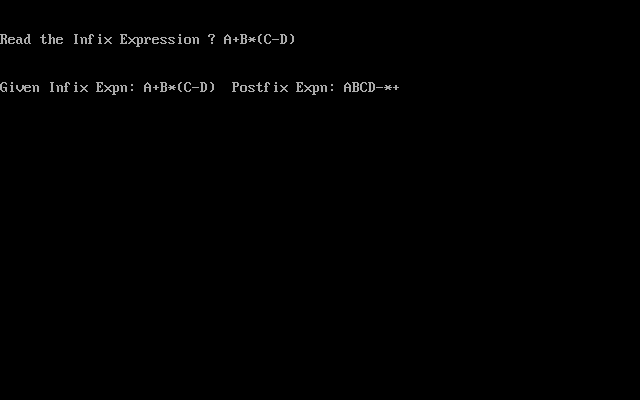 Read the Infix Expression ? A+B*(C-D)
Given Infix Expn: A+B*(C-D)  Postfix Expn: ABCD-*+